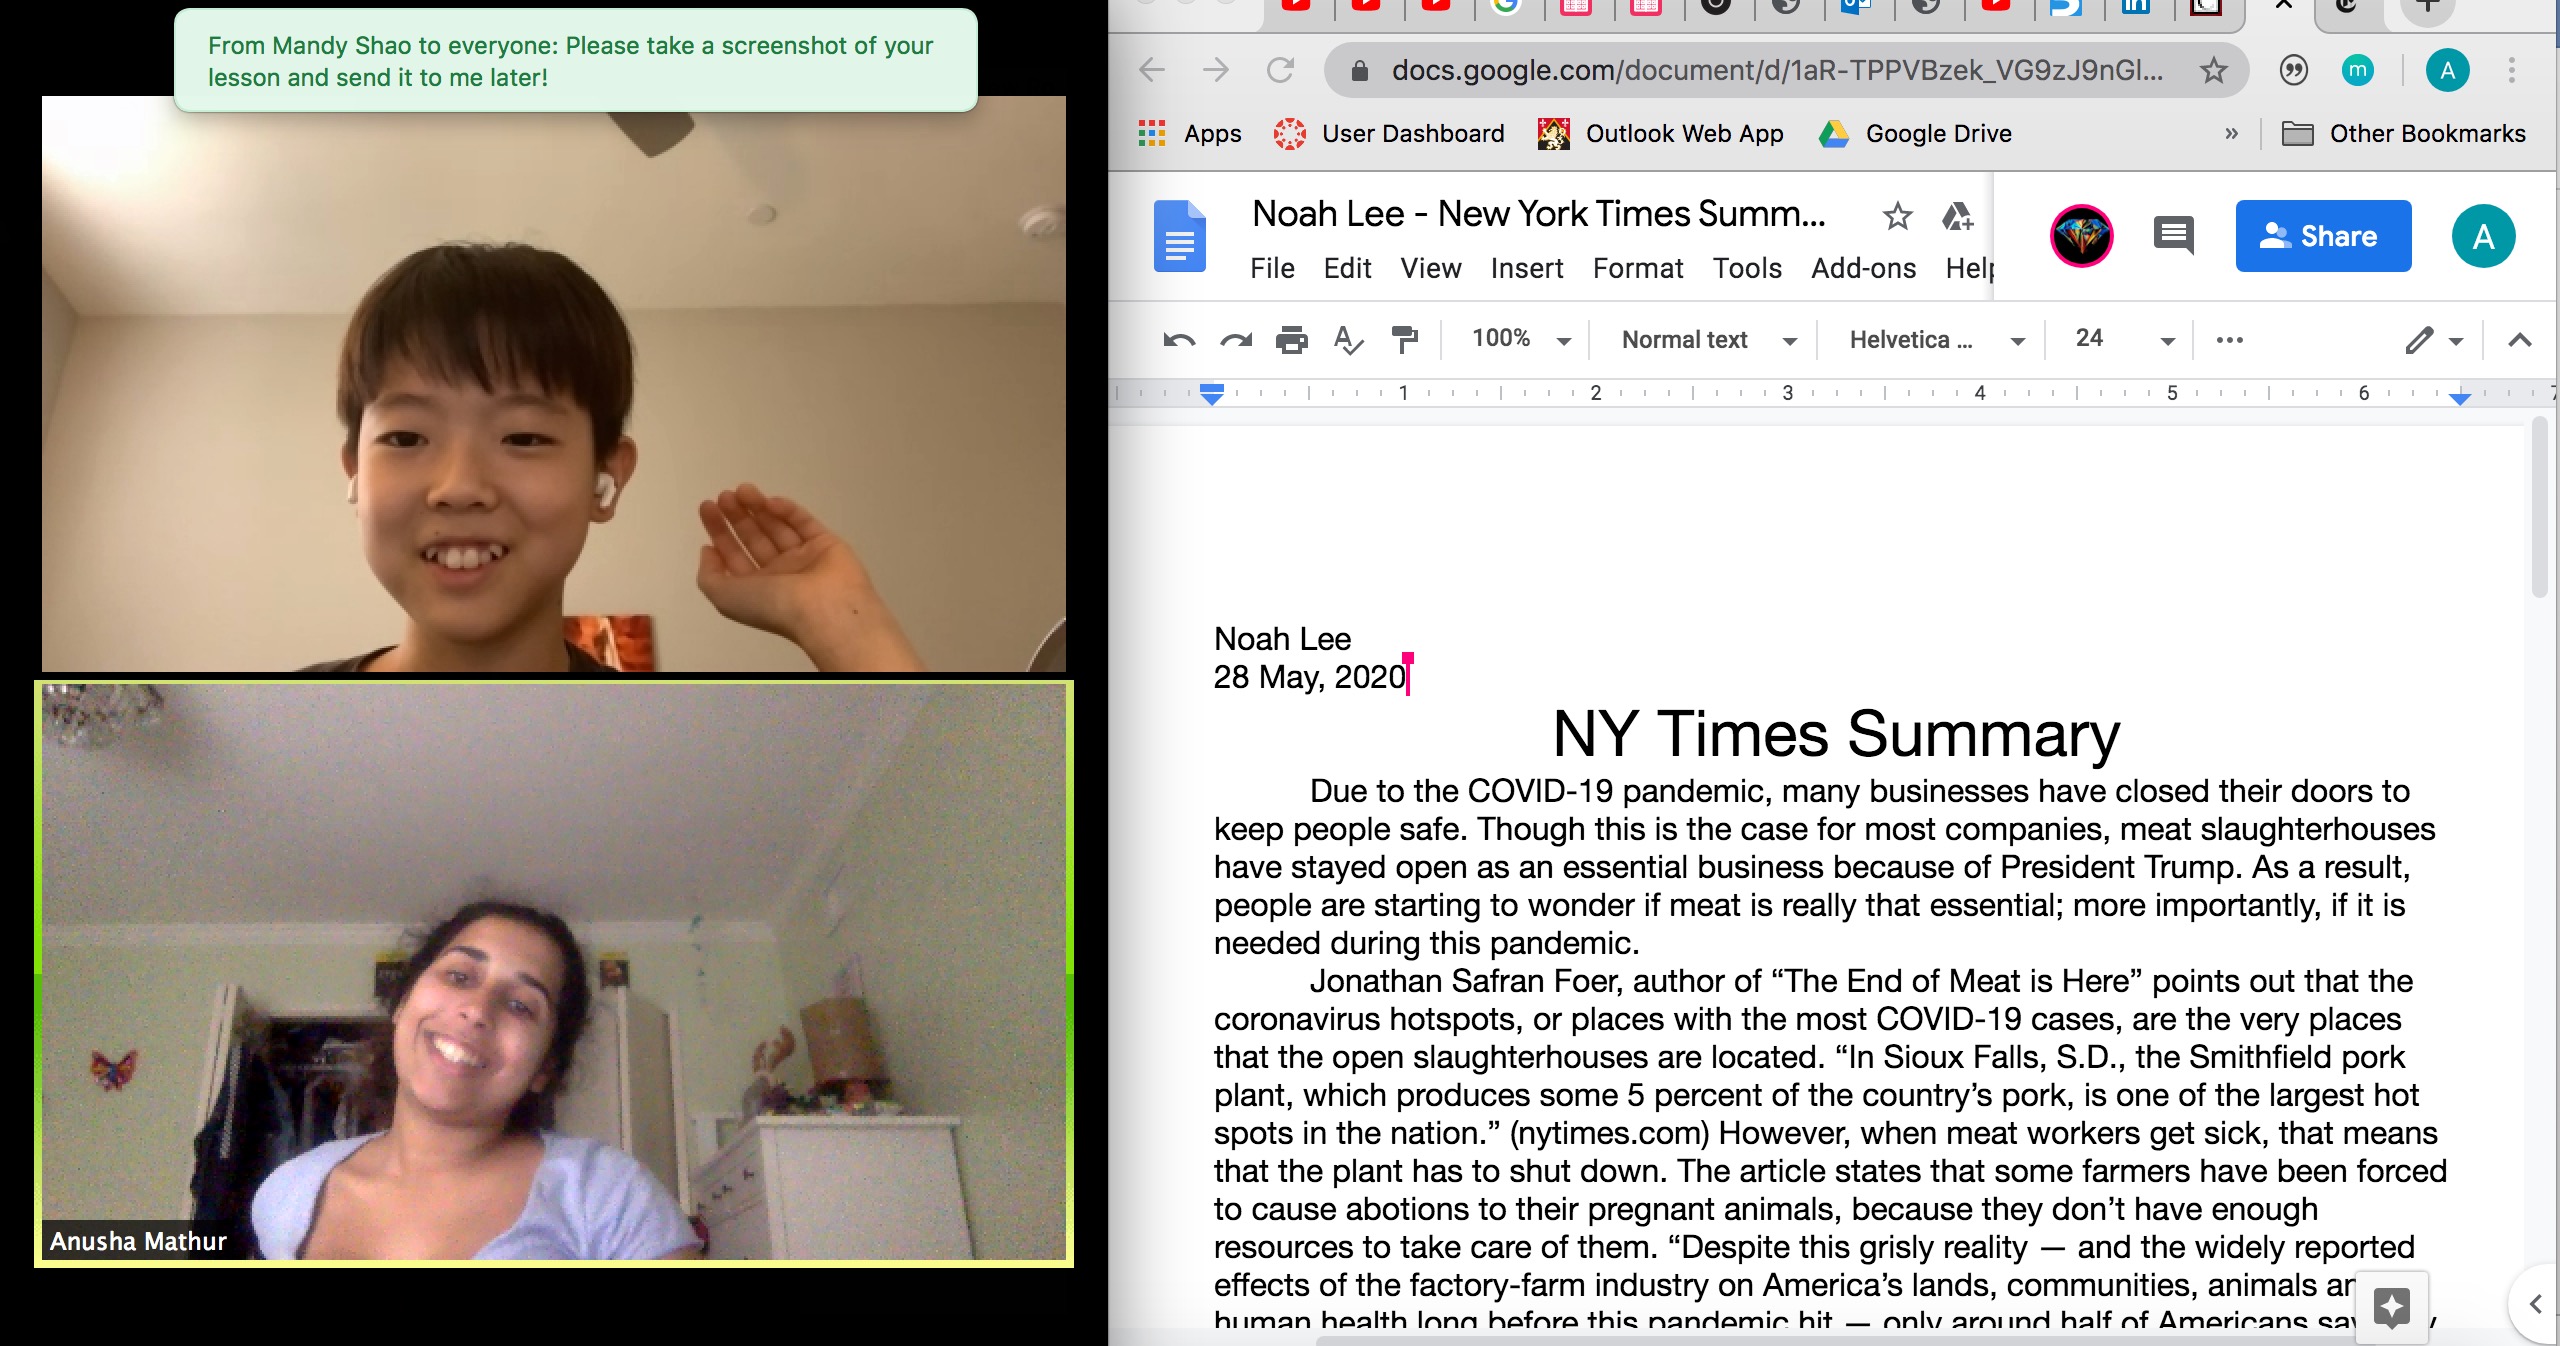 From Mandy Shao to everyone: Please take a screenshot of your
lesson and send it to me later!
Anusha Mathur
docs.google.com/document/d/1aR-TPPVBzek_VG9zJ9nGl...
m
A
Apps
User Dashboard
Outlook Web App
Google Drive
»
Other Bookmarks
Noah Lee - New York Times Summ...
Share
A
File Edit View Insert Format Tools Add-ons Help
100% Normal text Helvetica ... 24
1 2 3 4 5 6 7
Noah Lee
28 May, 2020
NY Times Summary
Due to the COVID-19 pandemic, many businesses have closed their doors to
keep people safe. Though this is the case for most companies, meat slaughterhouses
have stayed open as an essential business because of President Trump. As a result,
people are starting to wonder if meat is really that essential; more importantly, if it is
needed during this pandemic.
Jonathan Safran Foer, author of “The End of Meat is Here” points out that the
coronavirus hotspots, or places with the most COVID-19 cases, are the very places
that the open slaughterhouses are located. “In Sioux Falls, S.D., the Smithfield pork
plant, which produces some 5 percent of the country’s pork, is one of the largest hot
spots in the nation.” (nytimes.com) However, when meat workers get sick, that means
that the plant has to shut down. The article states that some farmers have been forced
to cause abotions to their pregnant animals, because they don’t have enough
resources to take care of them. “Despite this grisly reality — and the widely reported
effects of the factory-farm industry on America’s lands, communities, animals
human health long before this pandemic hit — only around half of Americans